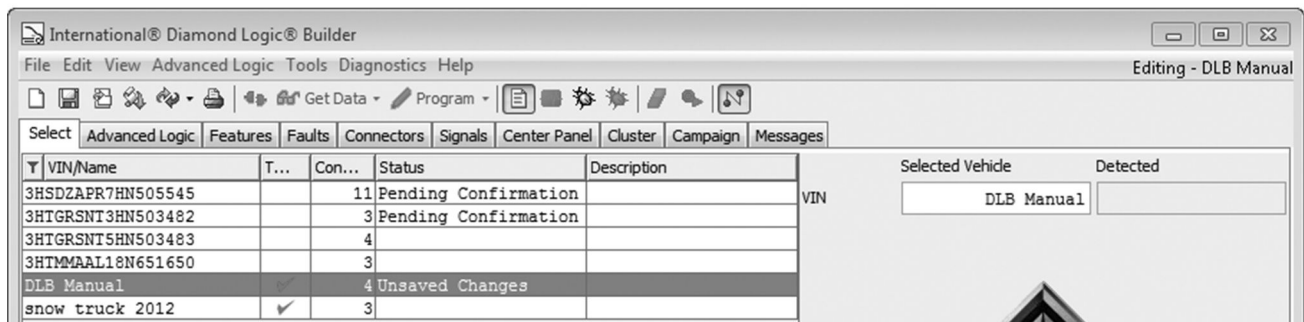 International® Diamond Logic® Builder
File Edit View Advanced Logic Tools Diagnostics Help Editing - DLB Manual
Get Data Program
Select Advanced Logic Features Faults Connectors Signals Center Panel Cluster Campaign Messages
VIN/Name T... Con... Status Description Selected Vehicle Detected
3HSDZAPR7HN505545 11 Pending Confirmation VIN DLB Manual
3HTGRSNT3HN503482 3 Pending Confirmation
3HTGRSNT5HN503483 4
3HTMMAAL18N651650 3
DLB Manual 4 Unsaved Changes
snow truck 2012 3